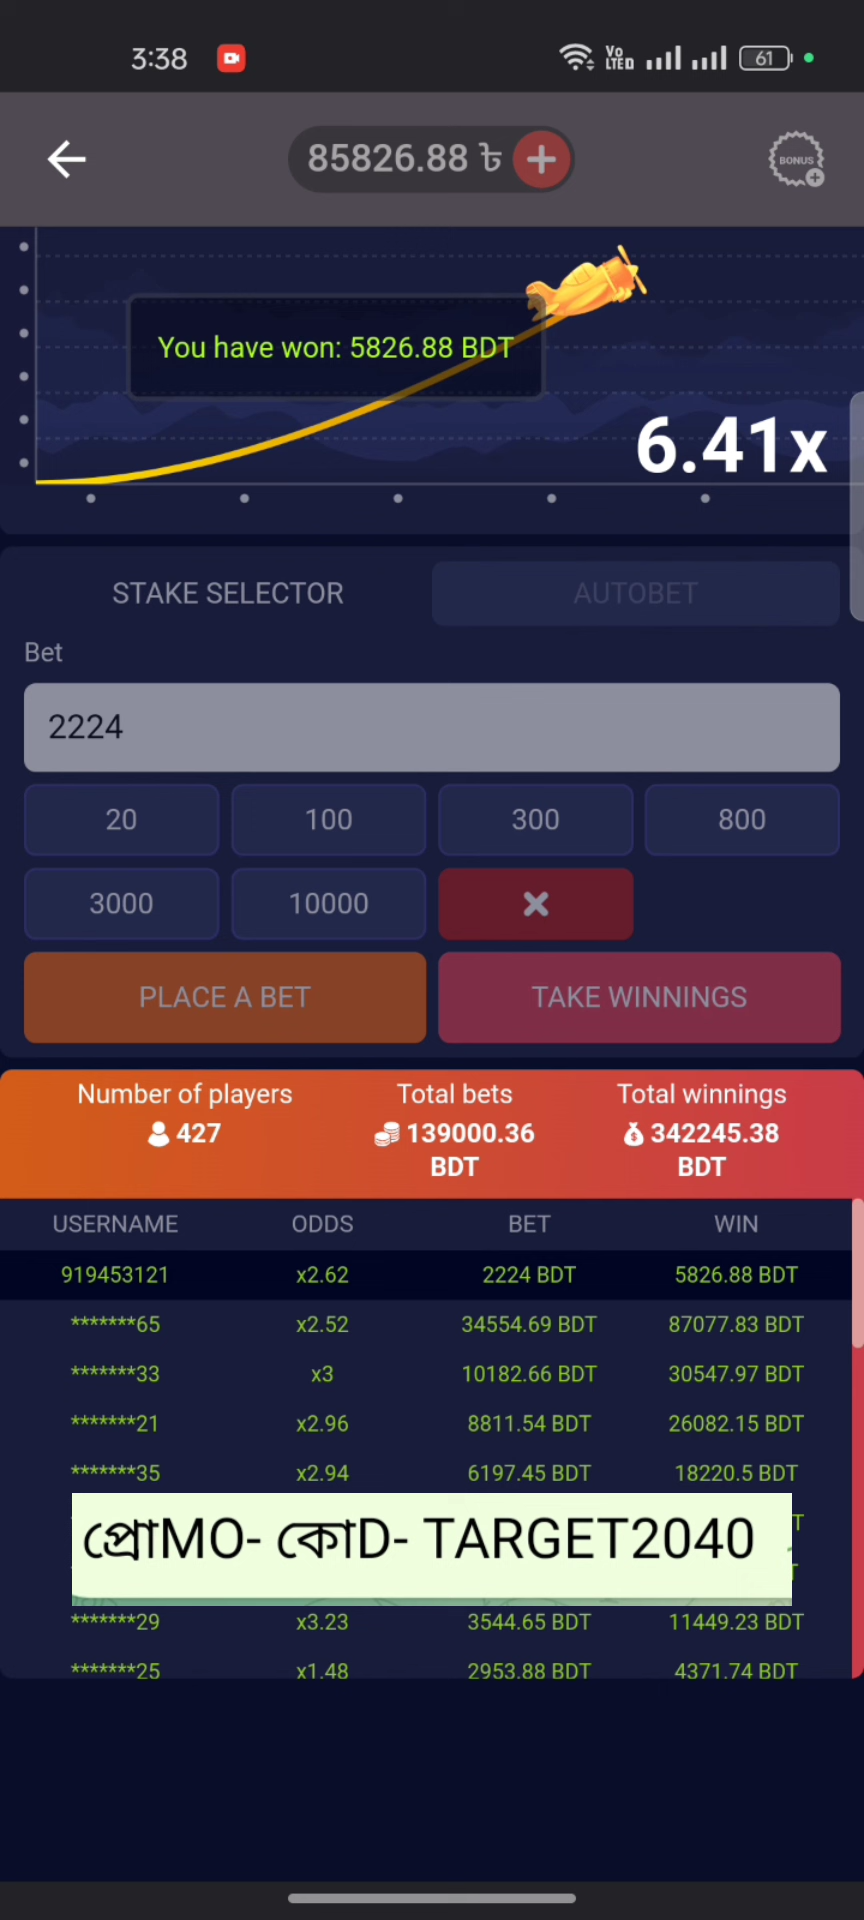 3:38
Vo LTE 61
85826.88 ৳
BONUS
You have won: 5826.88 BDT
6.41x
STAKE SELECTOR AUTOBET
Bet
2224
20 100 300 800
3000 10000
PLACE A BET TAKE WINNINGS
Number of players Total bets Total winnings
427 139000.36 BDT 342245.38 BDT
USERNAME ODDS BET WIN
919453121 x2.62 2224 BDT 5826.88 BDT
*******65 x2.52 34554.69 BDT 87077.83 BDT
*******33 x3 10182.66 BDT 30547.97 BDT
*******21 x2.96 8811.54 BDT 26082.15 BDT
*******35 x2.94 6197.45 BDT 18220.5 BDT
প্রোMO- কোD- TARGET2040
*******29 x3.23 3544.65 BDT 11449.23 BDT
*******25 x1.48 2953.88 BDT 4371.74 BDT